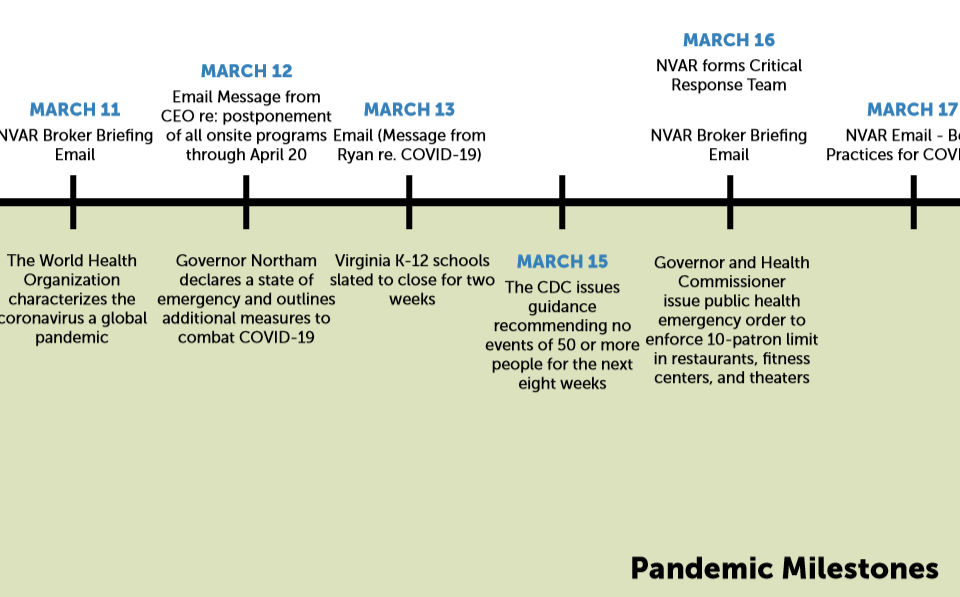 MARCH 11
NVAR Broker Briefing
Email
The World Health
Organization
characterizes the
coronavirus a global
pandemic
MARCH 12
Email Message from
CEO re: postponement
of all onsite programs
through April 20
Governor Northam
declares a state of
emergency and outlines
additional measures to
combat COVID-19
MARCH 13
Email (Message from
Ryan re. COVID-19)
Virginia K-12 schools
slated to close for two
weeks
MARCH 15
The CDC issues
guidance
recommending no
events of 50 or more
people for the next
eight weeks
MARCH 16
NVAR forms Critical
Response Team
NVAR Broker Briefing
Email
Governor and Health
Commissioner
issue public health
emergency order to
enforce 10-patron limit
in restaurants, fitness
centers, and theaters
MARCH 17
NVAR Email -
Practices for
Pandemic Milestones